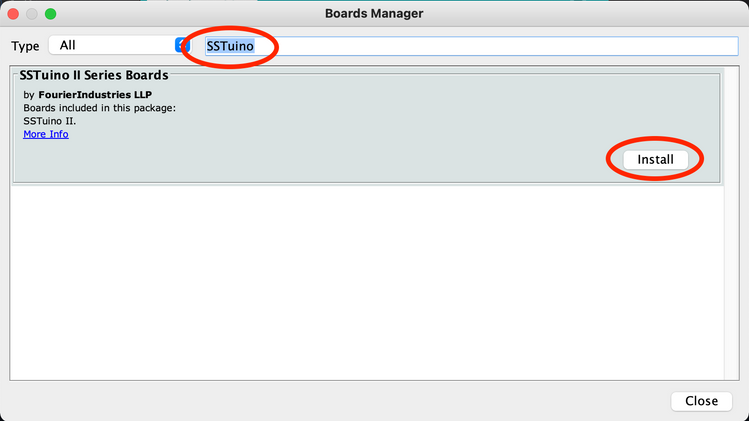 Boards Manager
Type All SSTuino
SSTuino II Series Boards
by FourierIndustries LLP
Boards included in this package:
SSTuino II.
More Info
Install
Close